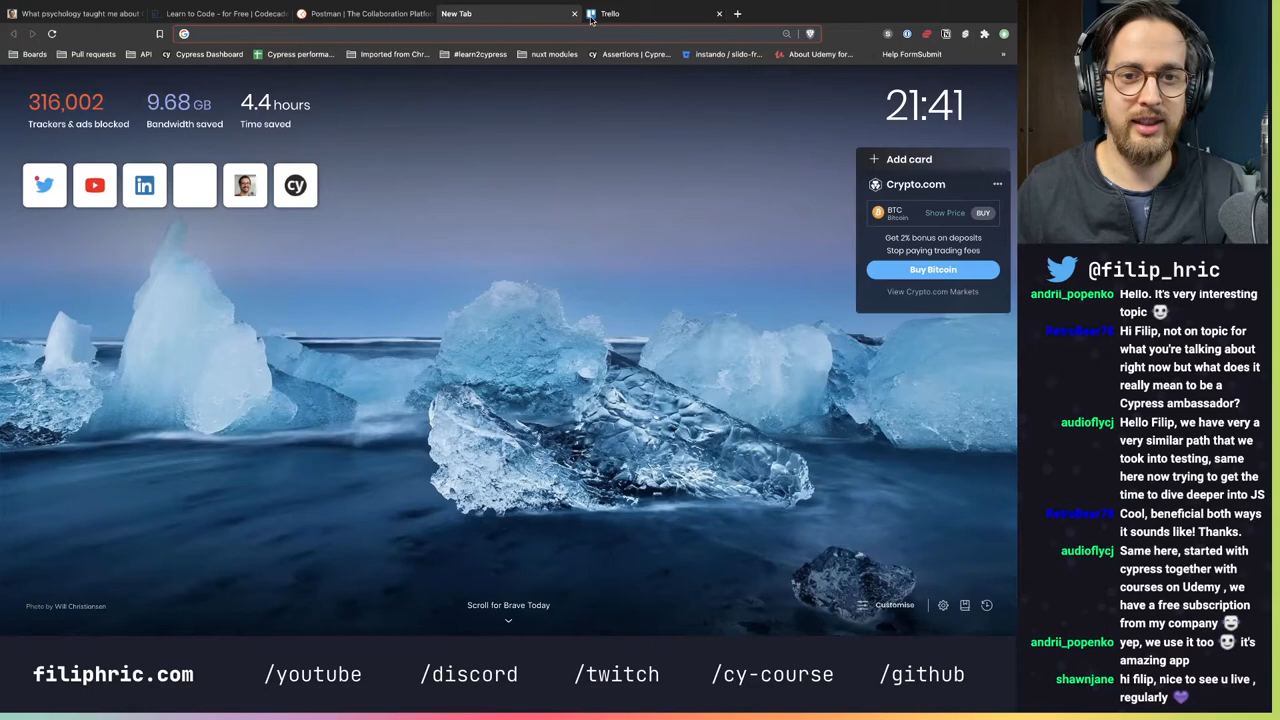 What psychology taught me about
Learn to Code - for Free | Codecad
Postman | The Collaboration Platfo
New Tab
Trello
Boards
Pull requests
API
Cypress Dashboard
Cypress performa...
Imported from Chr...
#learn2cypress
nuxt modules
Assertions | Cypre...
instando / slido-fr...
About Udemy for...
Help FormSubmit
316,002
Trackers & ads blocked
9.68 GB
Bandwidth saved
4.4 hours
Time saved
21:41
Add card
Crypto.com
BTC
Bitcoin
Show Price
BUY
Get 2% bonus on deposits
Stop paying trading fees
Buy Bitcoin
View Crypto.com Markets
cy
Photo by Will Christiansen
Scroll for Brave Today
Customise
@filip_hric
andrii_popenko Hello. It's very interesting
topic
RetroBear78 Hi Filip, not on topic for
what you're talking about
right now but what does it
really mean to be a
Cypress ambassador?
audioflycj Hello Filip, we have very a
very similar path that we
took into testing, same
here now trying to get the
time to dive deeper into JS
RetroBear78 Cool, beneficial both ways
it sounds like! Thanks.
audioflycj Same here, started with
cypress together with
courses on Udemy , we
have a free subscription
from my company
andrii_popenko yep, we use it too it's
amazing app
shawnjane hi filip, nice to see u live ,
regularly
filiphric.com
/youtube
/discord
/twitch
/cy-course
/github